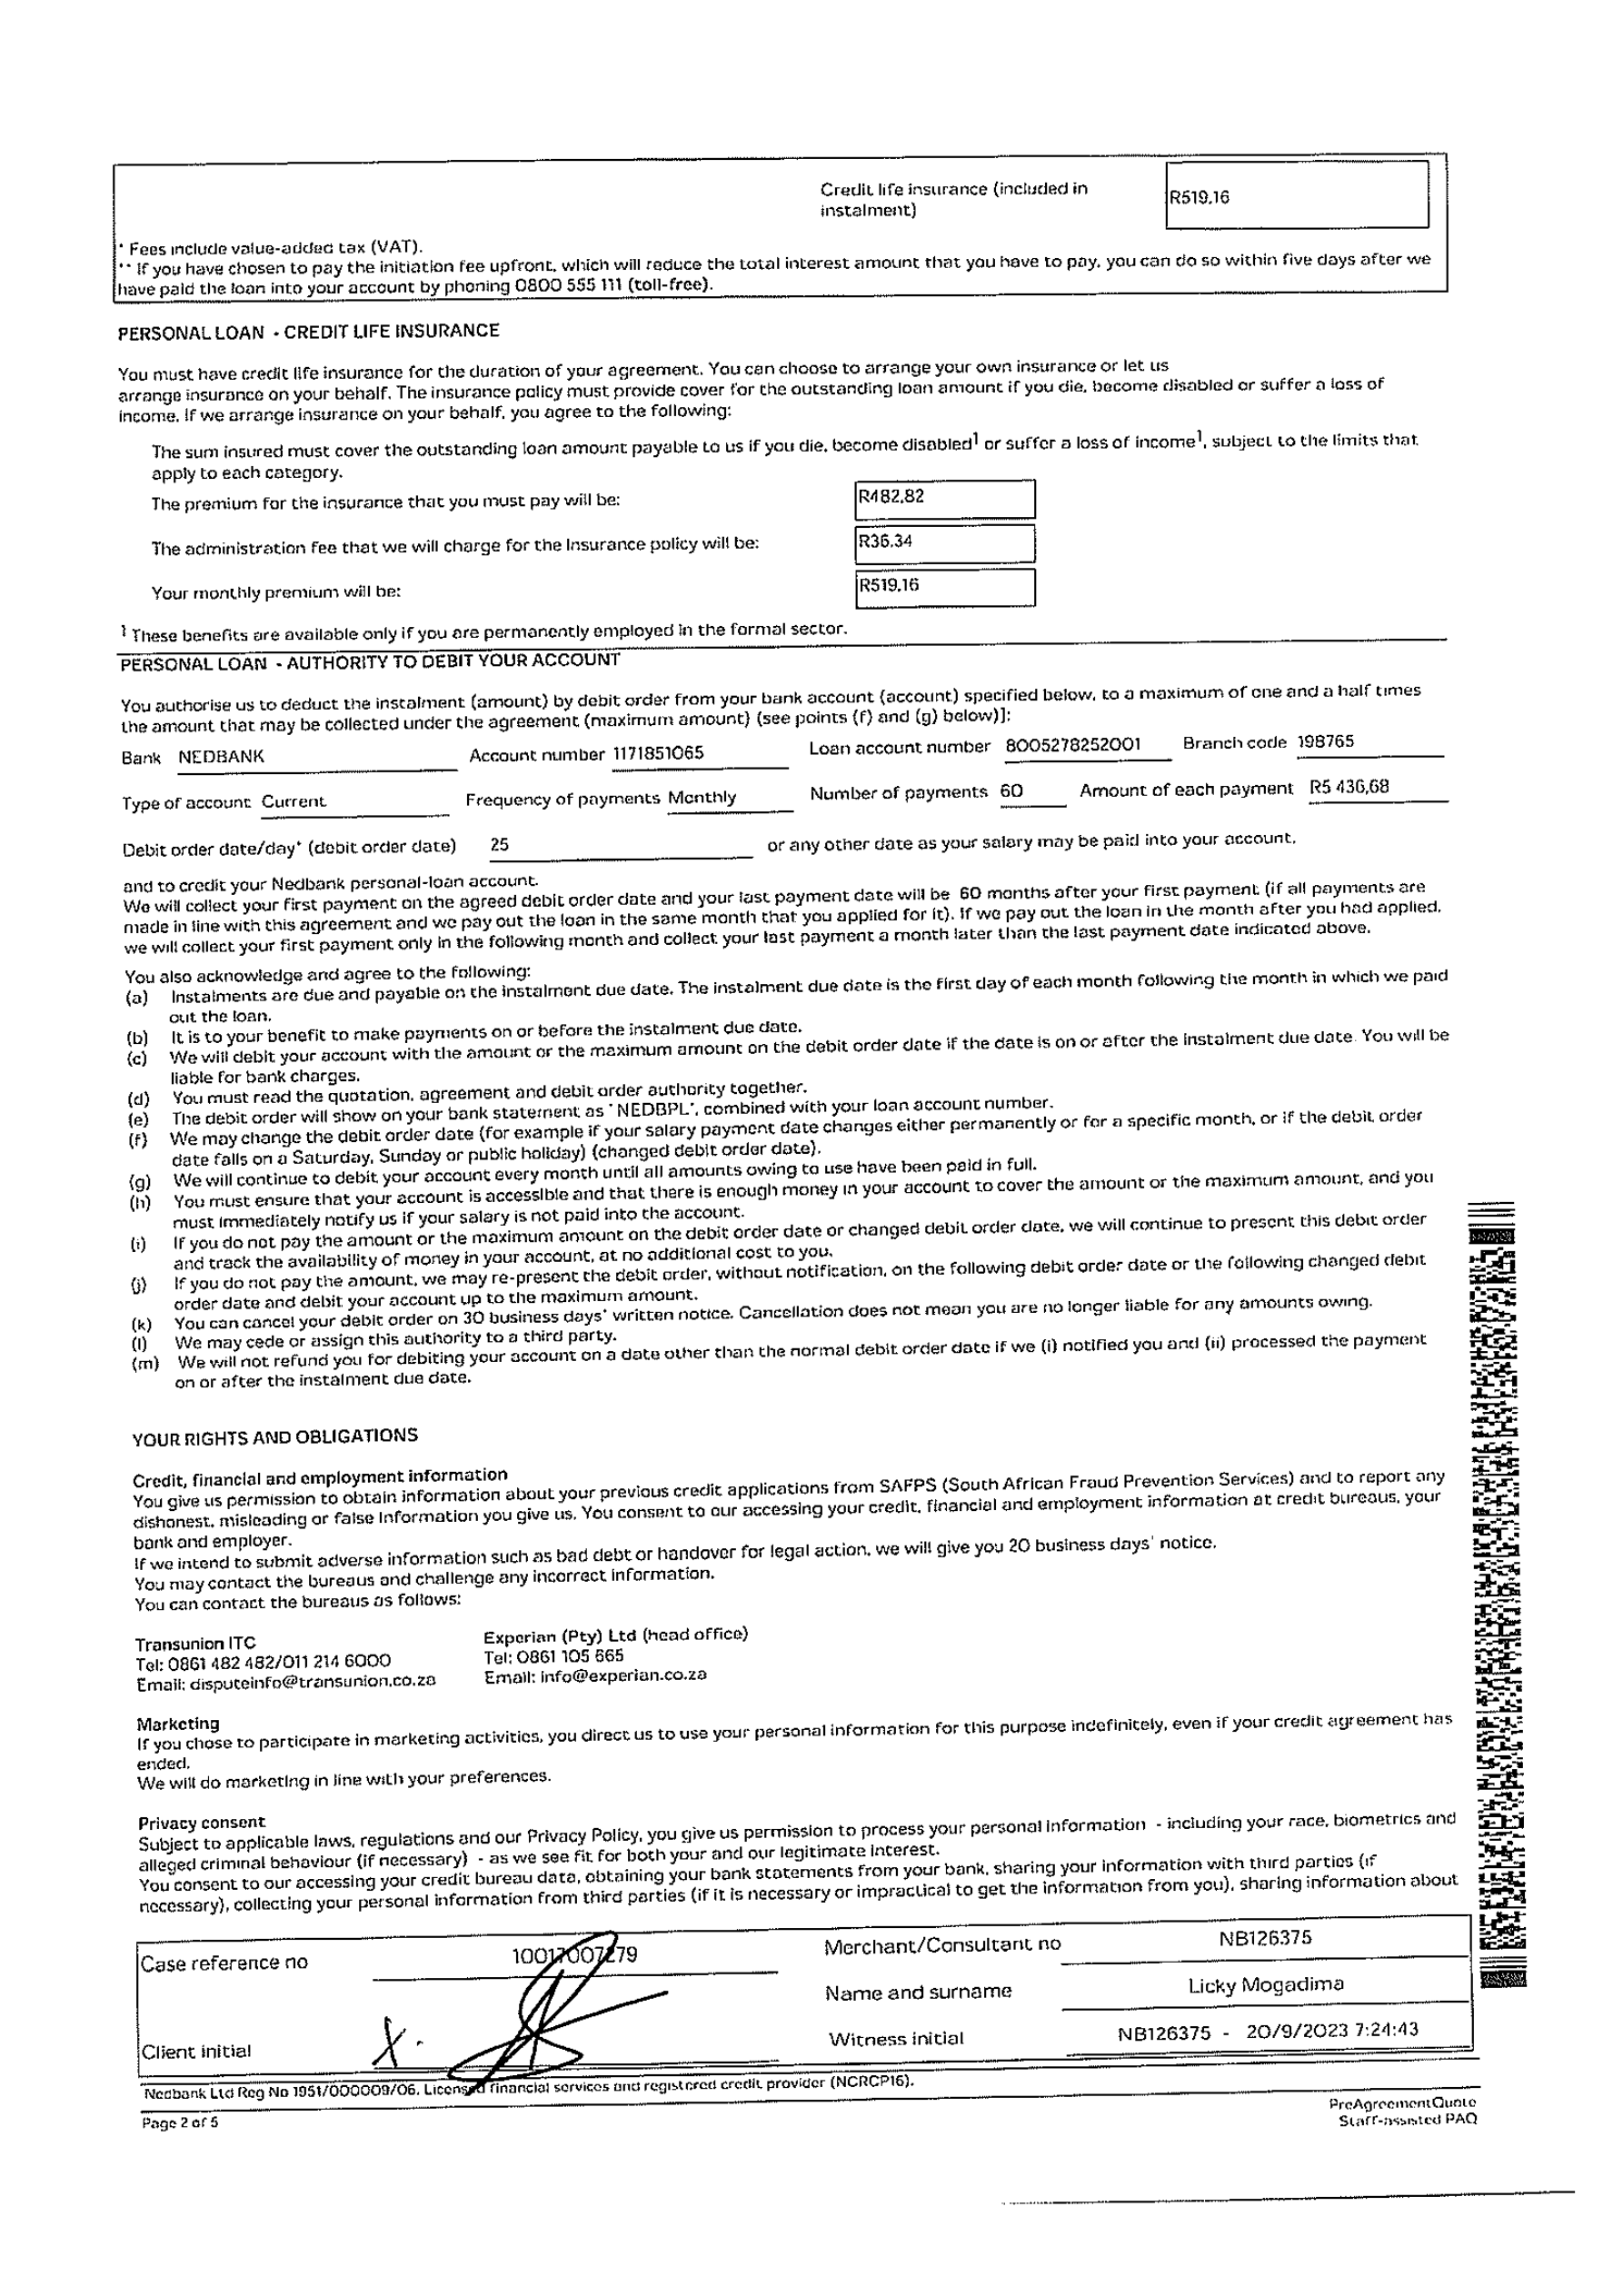 Credit life insurance (included in
instalment)
R519.16
* Fees include value-added tax (VAT).
** If you have chosen to pay the initiation fee upfront, which will reduce the total interest amount that you have to pay, you can do so within five days after we
have paid the loan into your account by phoning 0800 555 111 (toll-free).
PERSONAL LOAN - CREDIT LIFE INSURANCE
You must have credit life insurance for the duration of your agreement. You can choose to arrange your own insurance or let us
arrange insurance on your behalf. The insurance policy must provide cover for the outstanding loan amount if you die, become disabled or suffer a loss of
income. If we arrange insurance on your behalf, you agree to the following:
The sum insured must cover the outstanding loan amount payable to us if you die, become disabled¹ or suffer a loss of income¹, subject to the limits that
apply to each category.
The premium for the insurance that you must pay will be: R482.82
The administration fee that we will charge for the Insurance policy will be: R36.34
Your monthly premium will be: R519.16
¹ These benefits are available only if you are permanently employed in the formal sector.
PERSONAL LOAN - AUTHORITY TO DEBIT YOUR ACCOUNT
You authorise us to deduct the instalment (amount) by debit order from your bank account (account) specified below, to a maximum of one and a half times
the amount that may be collected under the agreement (maximum amount) (see points (f) and (g) below)]:
Bank NEDBANK Account number 1171851065 Loan account number 8005278252001 Branch code 198765
Type of account Current Frequency of payments Monthly Number of payments 60 Amount of each payment R5 436,68
Debit order date/day* (debit order date) 25 or any other date as your salary may be paid into your account.
and to credit your Nedbank personal-loan account.
We will collect your first payment on the agreed debit order date and your last payment date will be 60 months after your first payment (if all payments are
made in line with this agreement and we pay out the loan in the same month that you applied for it). If we pay out the loan in the month after you had applied,
we will collect your first payment only in the following month and collect your last payment a month later than the last payment date indicated above.
You also acknowledge and agree to the following:
(a) Instalments are due and payable on the instalment due date. The instalment due date is the first day of each month following the month in which we paid
out the loan.
(b) It is to your benefit to make payments on or before the instalment due date.
(c) We will debit your account with the amount or the maximum amount on the debit order date if the date is on or after the instalment due date. You will be
liable for bank charges.
(d) You must read the quotation, agreement and debit order authority together.
(e) The debit order will show on your bank statement as 'NEDBPL', combined with your loan account number.
(f) We may change the debit order date (for example if your salary payment date changes either permanently or for a specific month, or if the debit order
date falls on a Saturday, Sunday or public holiday) (changed debit order date).
(g) We will continue to debit your account every month until all amounts owing to use have been paid in full.
(h) You must ensure that your account is accessible and that there is enough money in your account to cover the amount or the maximum amount, and you
must immediately notify us if your salary is not paid into the account.
(i) If you do not pay the amount or the maximum amount on the debit order date or changed debit order date, we will continue to present this debit order
and track the availability of money in your account, at no additional cost to you.
(j) If you do not pay the amount, we may re-present the debit order, without notification, on the following debit order date or the following changed debit
order date and debit your account up to the maximum amount.
(k) You can cancel your debit order on 30 business days' written notice. Cancellation does not mean you are no longer liable for any amounts owing.
(l) We may cede or assign this authority to a third party.
(m) We will not refund you for debiting your account on a date other than the normal debit order date if we (i) notified you and (ii) processed the payment
on or after the instalment due date.
YOUR RIGHTS AND OBLIGATIONS
Credit, financial and employment information
You give us permission to obtain information about your previous credit applications from SAFPS (South African Fraud Prevention Services) and to report any
dishonest, misleading or false information you give us. You consent to our accessing your credit, financial and employment information at credit bureaus, your
bank and employer.
If we intend to submit adverse information such as bad debt or handover for legal action, we will give you 20 business days' notice.
You may contact the bureaus and challenge any incorrect information.
You can contact the bureaus as follows:
Transunion ITC Experian (Pty) Ltd (head office)
Tel: 0861 482 482/011 214 6000 Tel: 0861 105 665
Email: disputeinfo@transunion.co.za Email: info@experian.co.za
Marketing
If you chose to participate in marketing activities, you direct us to use your personal information for this purpose indefinitely, even if your credit agreement has
ended.
We will do marketing in line with your preferences.
Privacy consent
Subject to applicable laws, regulations and our Privacy Policy, you give us permission to process your personal information - including your race, biometrics and
alleged criminal behaviour (if necessary) - as we see fit for both your and our legitimate interest.
You consent to our accessing your credit bureau data, obtaining your bank statements from your bank, sharing your information with third parties (if
necessary), collecting your personal information from third parties (if it is necessary or impractical to get the information from you), sharing information about
Case reference no 10017007279 Merchant/Consultant no NB126375
Name and surname Licky Mogadima
Client initial X. Witness initial NB126375 - 20/9/2023 7:24:43
Nedbank Ltd Reg No 1951/000009/06. Licensed financial services and registered credit provider (NCRCP16).
Page 2 of 5
PreAgreementQuote
Staff-assisted PAQ